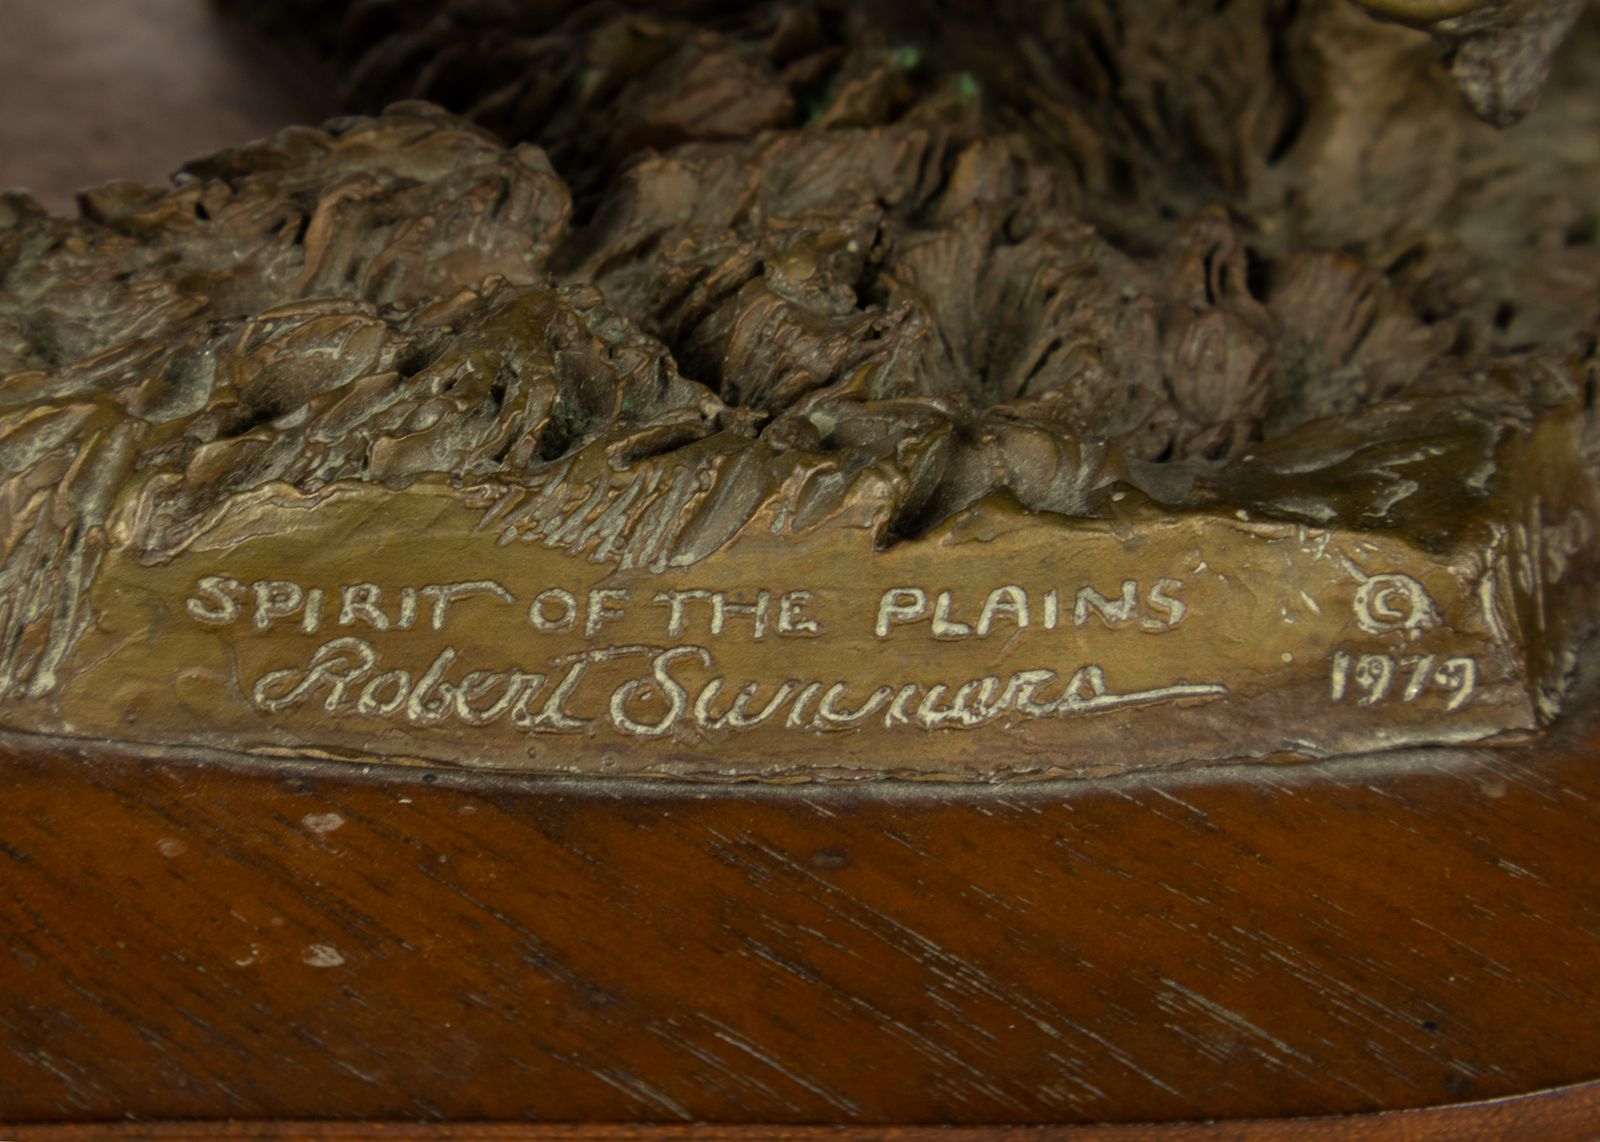 SPIRIT OF THE PLAINS ©
Robert Summers 1979